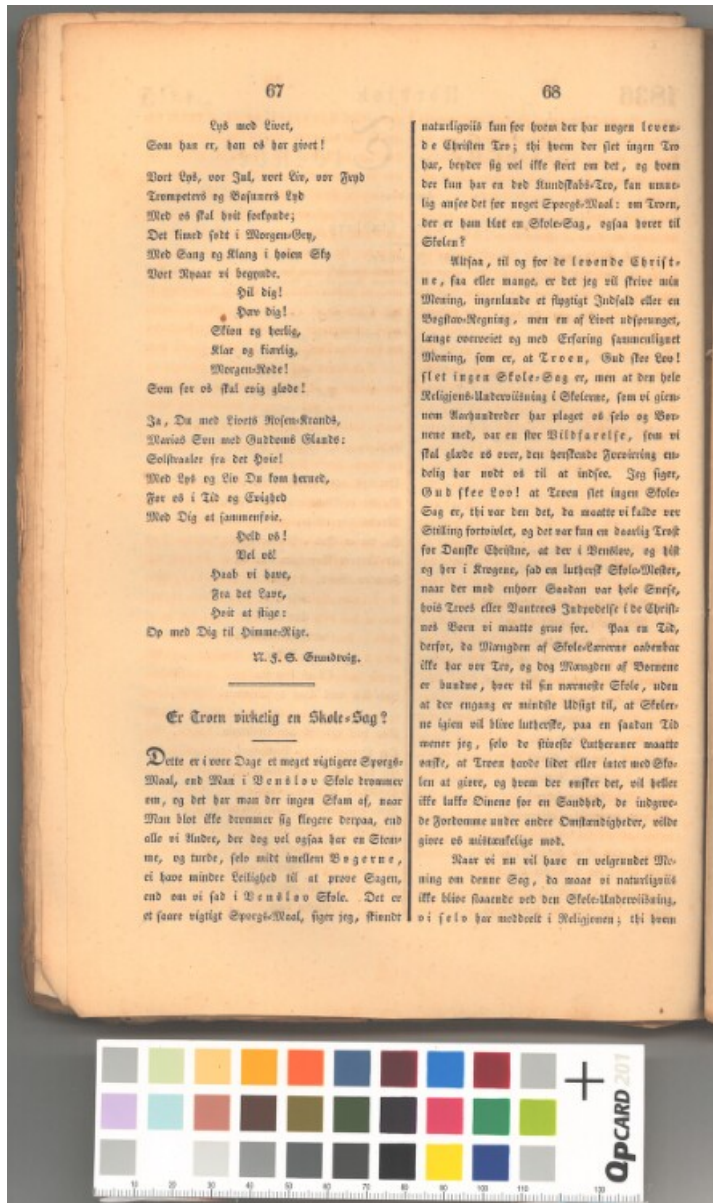 67
Lys med Livet,
Som han er, han os har givet!
Vort Lys, vor Jul, vort Liv, vor Fryd
Trompeters og Basuners Lyd
Med os skal høit forkynde;
Det kimed sødt i Morgen-Gry,
Med Sang og Klang i høien Sky
Vort Nyaar vi begynde.
Hil dig!
Hav dig!
Skiøn og herlig,
Klar og kiærlig,
Morgen-Røde!
Som for os skal evig gløde!
Ja, Du med Livets Rosen-Krands,
Marias Søn med Guddoms Glands:
Solstraaler fra det Høie!
Med Lys og Liv Du kom herned,
For os i Tid og Evighed
Med Dig at sammenføie.
Held os!
Vel os!
Haab vi have,
Fra det Lave,
Høit at stige:
Op med Dig til Himme-Rige.
N. F. S. Grundtvig.
Er Troen virkelig en Skole-Sag?
Dette er i vore Dage et meget vigtigere Spørgs-
Maal, end Man i Vensløv Skole drømmer
om, og det har man der ingen Skam af, naar
Man blot ikke drømmer sig klogere derpaa, end
alle vi Andre, der dog vel ogsaa har en Stem-
me, og turde, selv midt imellem Bøgerne,
ei have mindre Leilighed til at prøve Sagen,
end om vi sad i Vensløv Skole. Det er
et saare vigtigt Spørgs-Maal, siger jeg, skiøndt
68
naturligviis kun for hvem der har nogen leven-
de Christen Tro; thi hvem der slet ingen Tro
har, bryder sig vel ikke stort om det, og hvem
der kun har en død Kundskabs-Tro, kan umue-
lig ansee det for noget Spørgs-Maal: om Troen,
der er ham blot en Skole-Sag, ogsaa hører til
Skolen?
Altsaa, til og for de levende Christ-
ne, faa eller mange, er det jeg vil skrive min
Mening, ingenlunde et flygtigt Indfald eller en
Bogstav-Regning, men en af Livet udsprunget,
længe overveiet og med Erfaring sammenlignet
Mening, som er, at Troen, Gud skee Lov!
slet ingen Skole-Sag er, men at den hele
Religions-Underviisning i Skolerne, som vi gien-
nem Aarhundreder har plaget os selv og Bør-
nene med, var en stor Vildfarelse, som vi
skal glæde os over, den herskende Forvirring en-
delig har nødt os til at indsee. Jeg siger,
Gud skee Lov! at Troen slet ingen Skole-
Sag er, thi var den det, da maatte vi kalde vor
Stilling fortvivlet, og det var kun en daarlig Trøst
for Danske Christne, at der i Vensløv, og hist
og her i Krogene, sad en luthersk Skole-Mester,
naar der mod enhver Saadan var hele Snese,
hvis Troes eller Vantroes Indpodelse i de Christ-
nes Børn vi maatte grue for. Paa en Tid,
derfor, da Mængden af Skole-Lærerne aabenbar
ikke har vor Tro, og dog Mængden af Børnene
er bundne, hver til sin nærmeste Skole, uden
at der engang er mindste Udsigt til, at Skoler-
ne igien vil blive lutherske, paa en saadan Tid
mener jeg, selv de stiveste Lutheraner maatte
ønske, at Troen havde lidet eller intet med Sko-
len at giøre, og hvem der ønsker det, vil heller
ikke lukke Øinene for en Sandhed, de indgroe-
de Fordomme under andre Omstændigheder, vilde
giøre os mistænkelige mod.
Naar vi nu vil have en velgrundet Me-
ning om denne Sag, da maae vi naturligviis
ikke blive staaende ved den Skole-Underviisning,
vi selv har meddeelt i Religionen; thi hvem
QPCARD 201
10 20 30 40 50 60 70 80 90 100 110 130